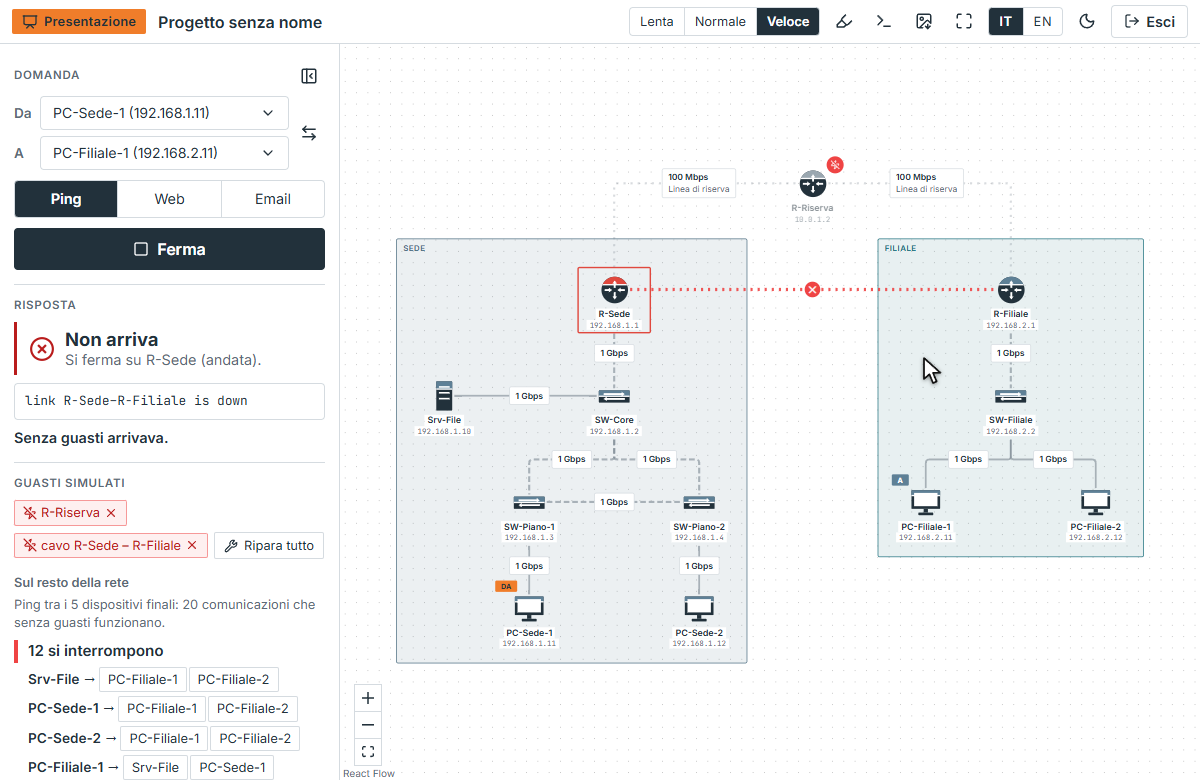 Presentazione
Progetto senza nome
Lenta
Normale
Veloce
IT
EN
Esci
DOMANDA
Da
PC-Sede-1 (192.168.1.11)
A
PC-Filiale-1 (192.168.2.11)
Ping
Web
Email
Ferma
RISPOSTA
Non arriva
Si ferma su R-Sede (andata).
link R-Sede-R-Filiale is down
Senza guasti arrivava.
GUASTI SIMULATI
R-Riserva
cavo R-Sede – R-Filiale
Ripara tutto
Sul resto della rete
Ping tra i 5 dispositivi finali: 20 comunicazioni che
senza guasti funzionano.
12 si interrompono
Srv-File → PC-Filiale-1 PC-Filiale-2
PC-Sede-1 → PC-Filiale-1 PC-Filiale-2
PC-Sede-2 → PC-Filiale-1 PC-Filiale-2
PC-Filiale-1 → Srv-File PC-Sede-1
100 Mbps
Linea di riserva
R-Riserva
10.0.1.2
100 Mbps
Linea di riserva
SEDE
R-Sede
192.168.1.1
1 Gbps
Srv-File
192.168.1.10
1 Gbps
SW-Core
192.168.1.2
1 Gbps
1 Gbps
SW-Piano-1
192.168.1.3
1 Gbps
SW-Piano-2
192.168.1.4
1 Gbps
1 Gbps
DA
PC-Sede-1
192.168.1.11
PC-Sede-2
192.168.1.12
FILIALE
R-Filiale
192.168.2.1
1 Gbps
SW-Filiale
192.168.2.2
1 Gbps
1 Gbps
A
PC-Filiale-1
192.168.2.11
PC-Filiale-2
192.168.2.12
React Flow